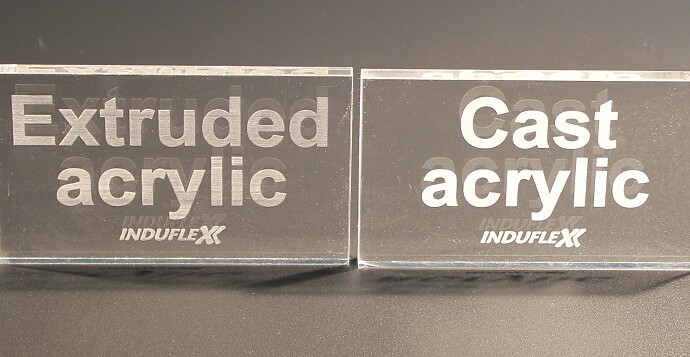 Extruded
acrylic
INDUFLEX
Cast
acrylic
INDUFLEX